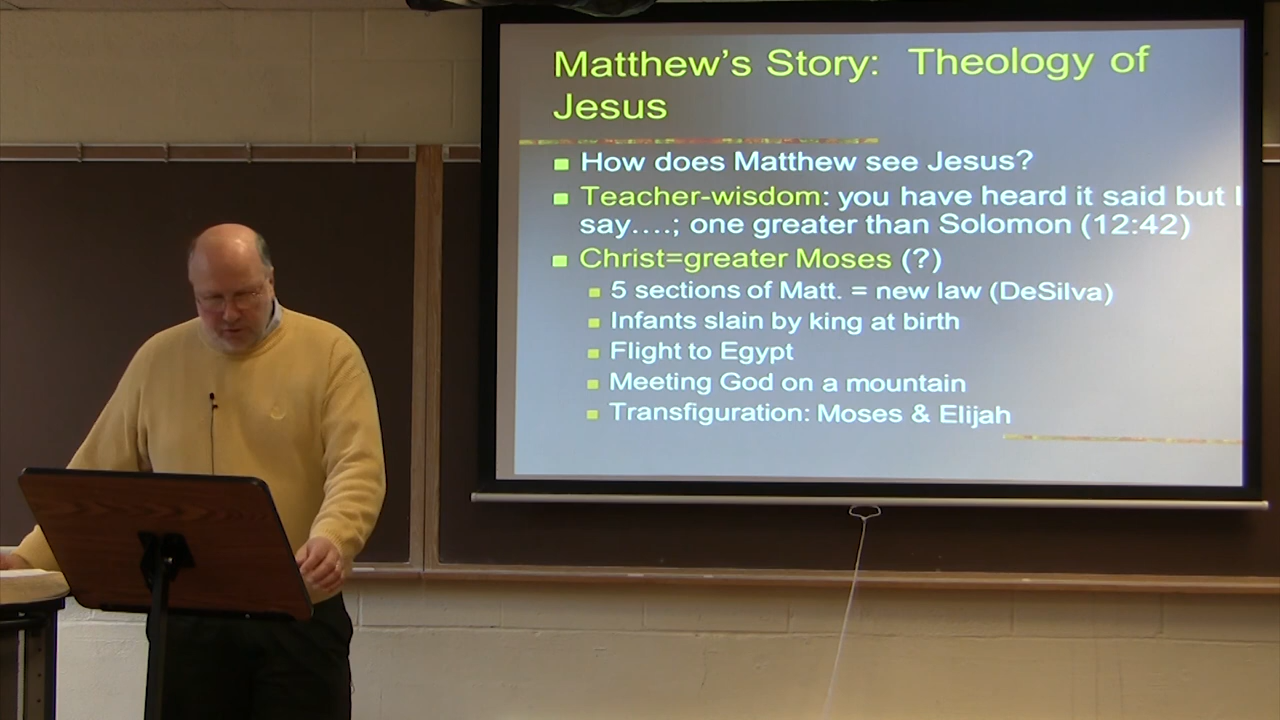 Matthew's Story: Theology of
Jesus
How does Matthew see Jesus?
Teacher-wisdom: you have heard it said but I
say....; one greater than Solomon (12:42)
Christ=greater Moses (?)
5 sections of Matt. = new law (DeSilva)
Infants slain by king at birth
Flight to Egypt
Meeting God on a mountain
Transfiguration: Moses & Elijah